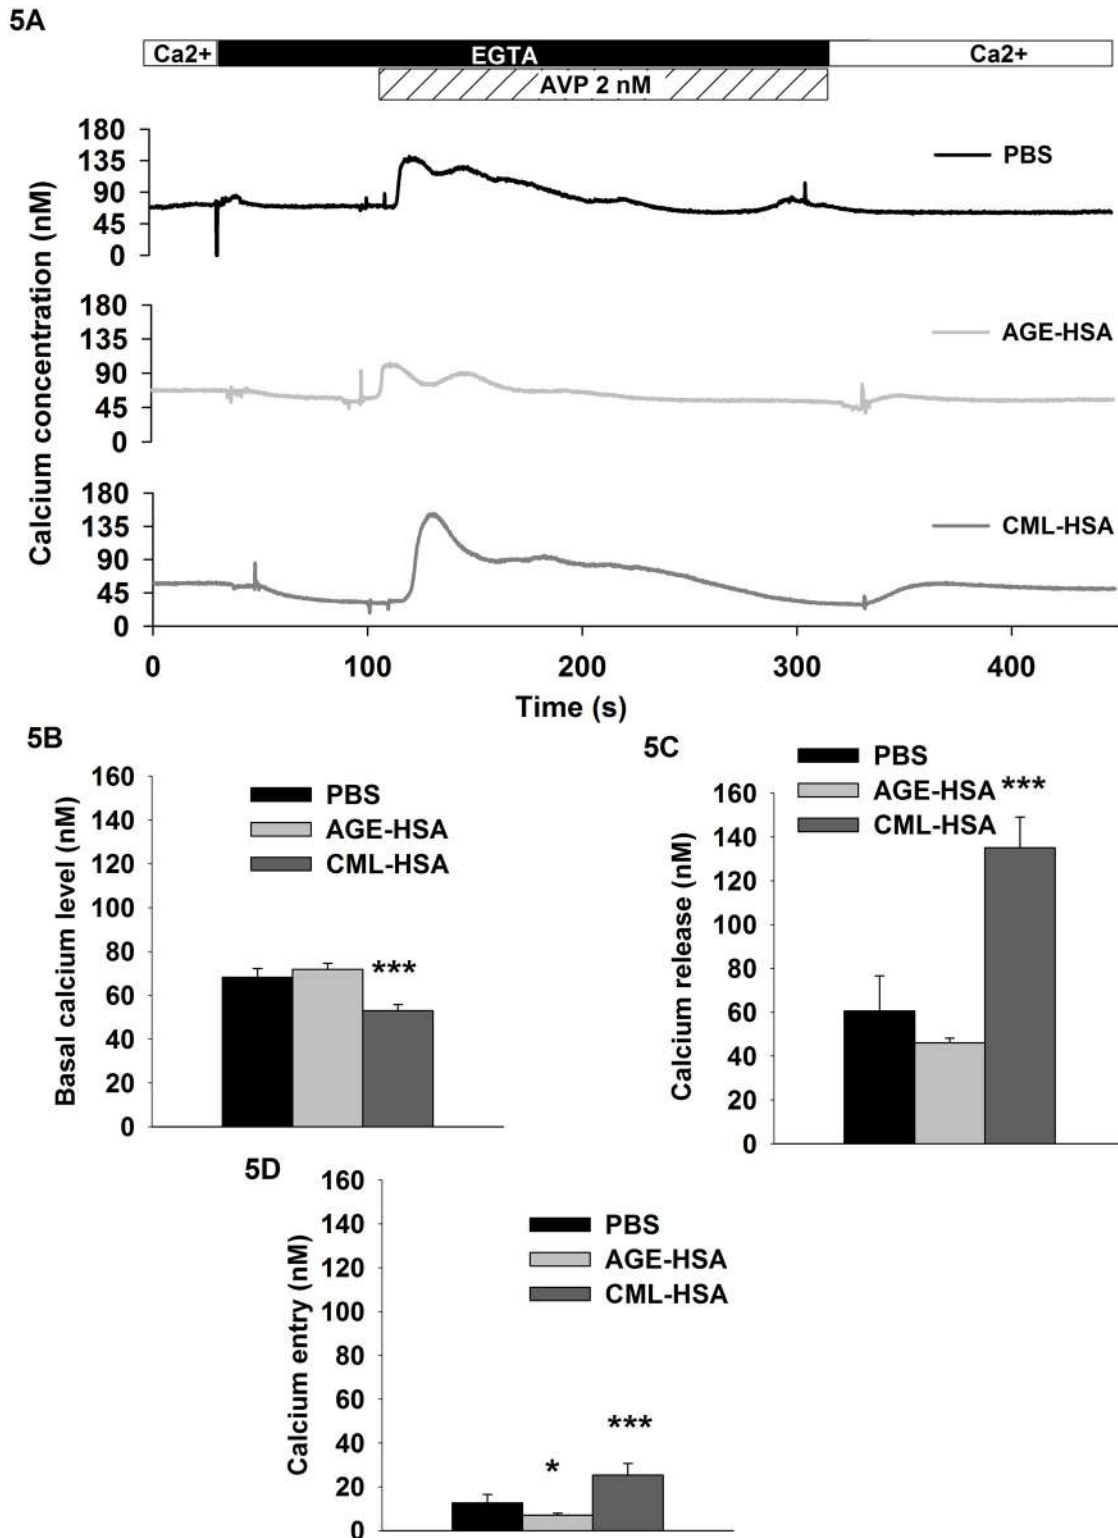 5A
Ca2+ EGTA Ca2+
AVP 2 nM
Calcium concentration (nM)
180
135
90
45
0
PBS
180
135
90
45
0
AGE-HSA
180
135
90
45
0
CML-HSA
0 100 200 300 400
Time (s)
5B
Basal calcium level (nM)
160
140
120
100
80
60
40
20
0
PBS
AGE-HSA
CML-HSA
***
5C
Calcium release (nM)
160
140
120
100
80
60
40
20
0
PBS
AGE-HSA
CML-HSA
***
5D
Calcium entry (nM)
160
140
120
100
80
60
40
20
0
PBS
AGE-HSA
CML-HSA
*
***